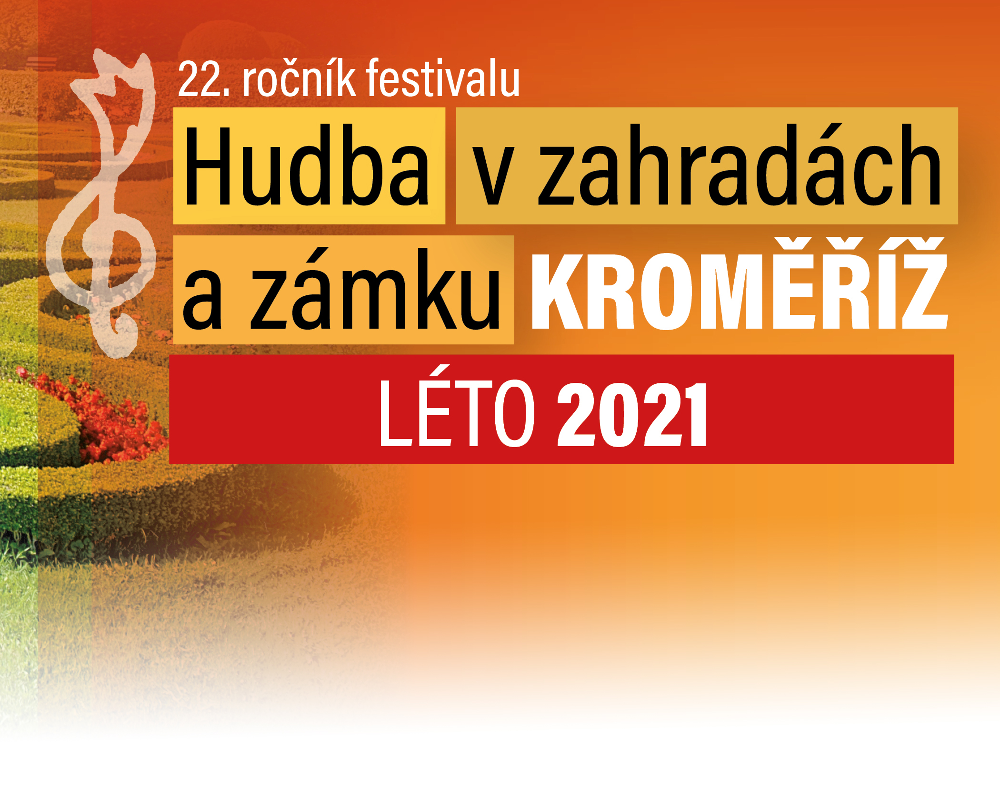 22. ročník festivalu
Hudba v zahradách
a zámku KROMĚŘÍŽ
LÉTO 2021